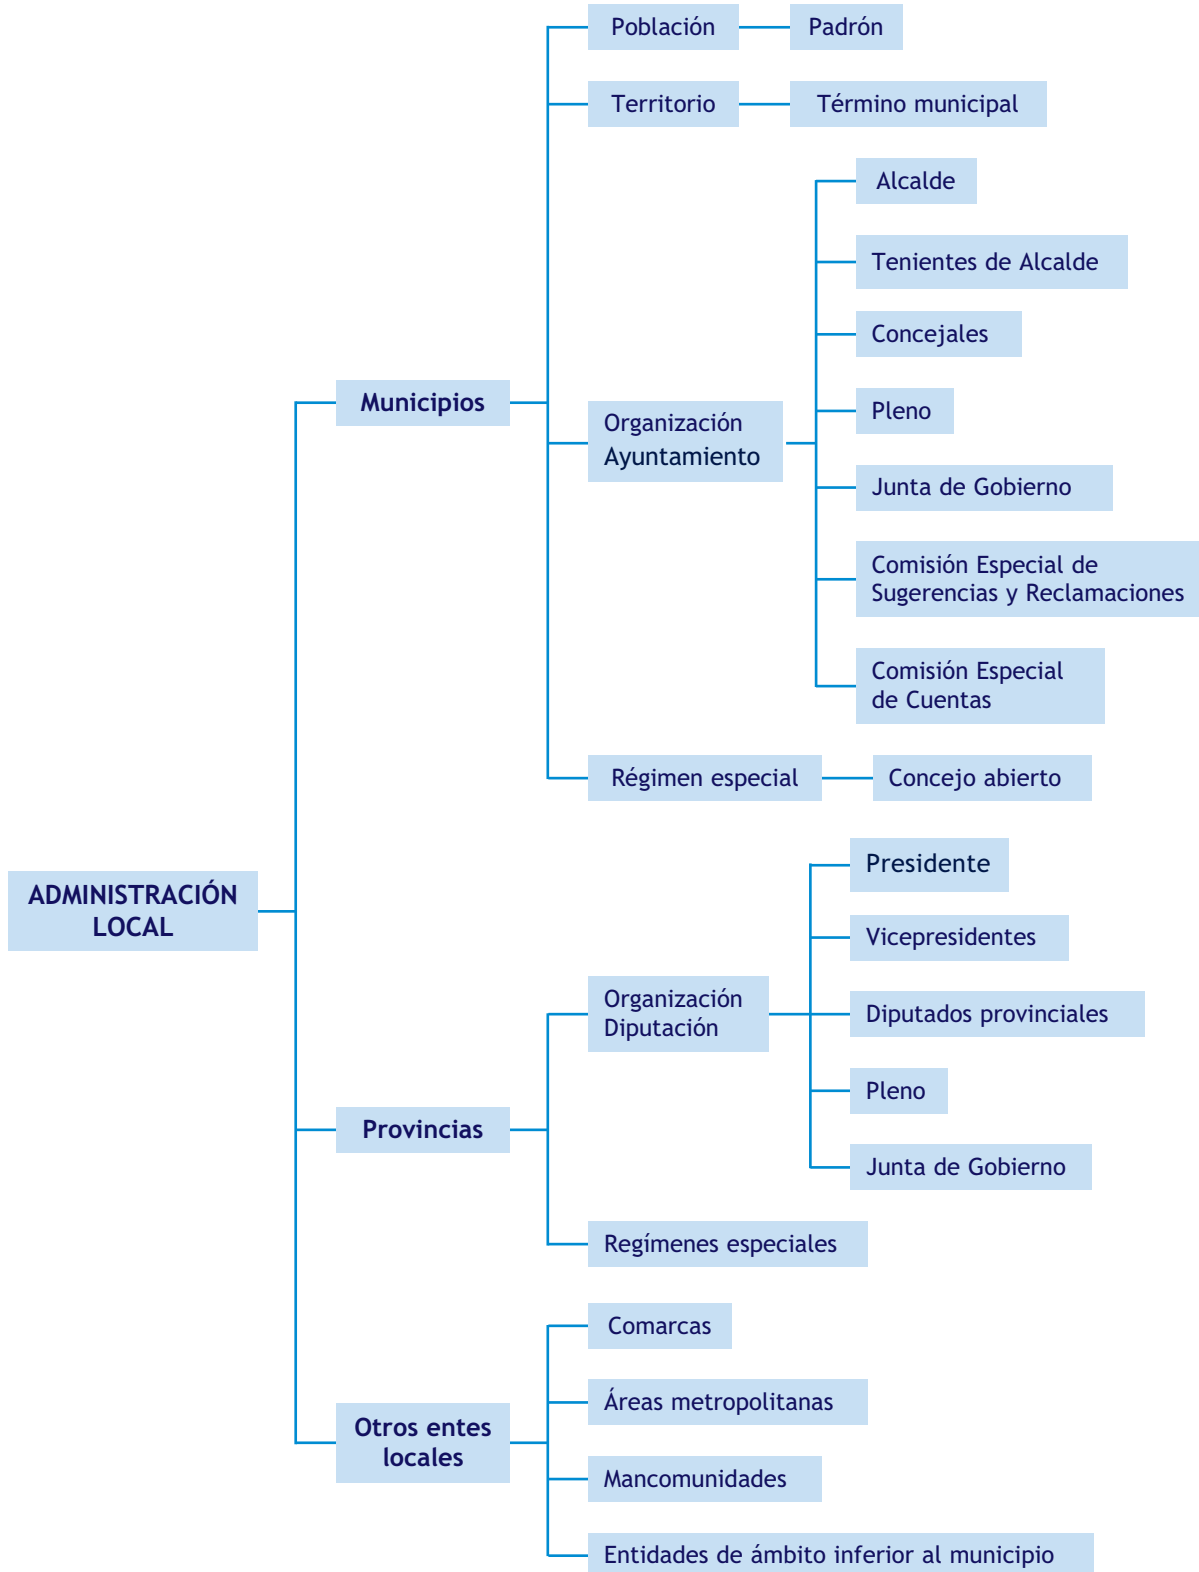 Población
Padrón
Territorio
Término municipal
Alcalde
Tenientes de Alcalde
Concejales
Municipios
Organización
Ayuntamiento
Pleno
Junta de Gobierno
Comisión Especial de
Sugerencias y Reclamaciones
Comisión Especial
de Cuentas
Régimen especial
Concejo abierto
ADMINISTRACIÓN
LOCAL
Presidente
Vicepresidentes
Organización
Diputación
Diputados provinciales
Pleno
Provincias
Junta de Gobierno
Regímenes especiales
Comarcas
Áreas metropolitanas
Otros entes
locales
Mancomunidades
Entidades de ámbito inferior al municipio